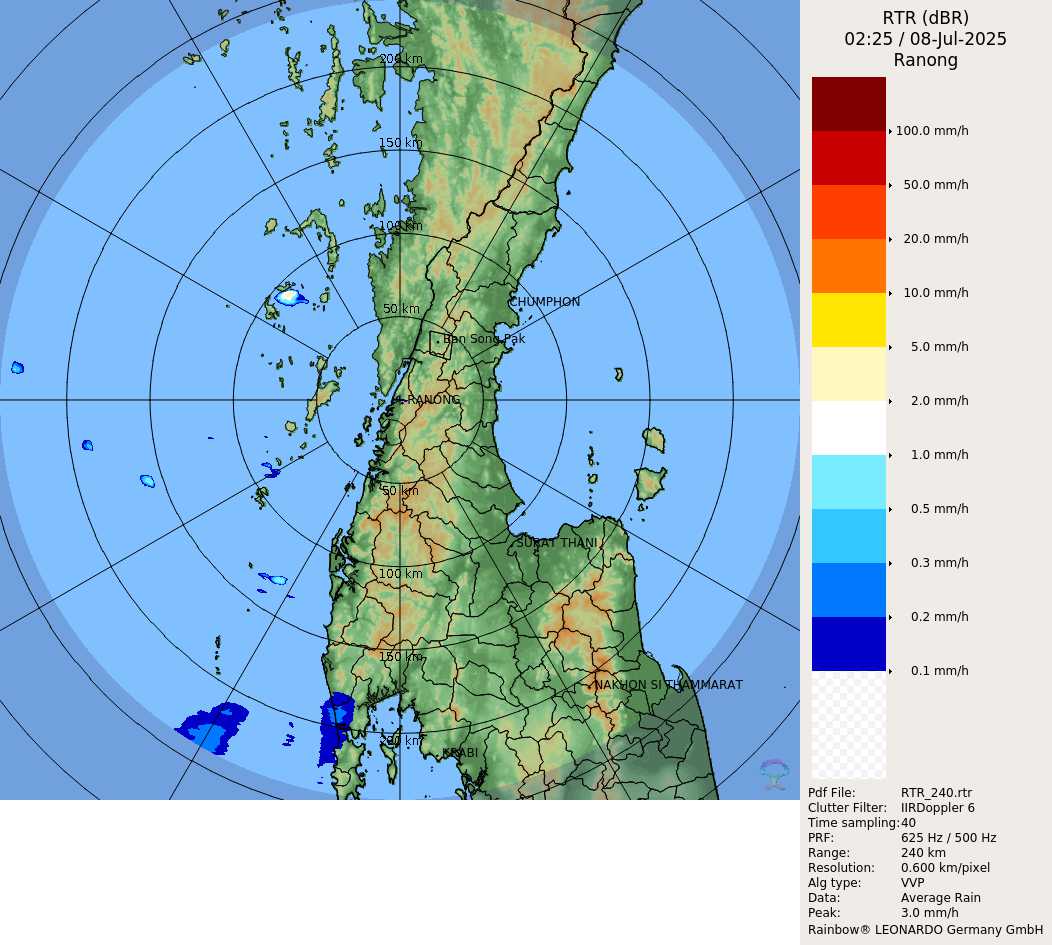 RTR (dBR)
02:25 / 08-Jul-2025
Ranong
200 km
150 km
100 km
50 km
CHUMPHON
Ban Song Pak
RANONG
50 km
SURAT THANI
100 km
150 km
NAKHON SI THAMMARAT
200 km
KRABI
100.0 mm/h
50.0 mm/h
20.0 mm/h
10.0 mm/h
5.0 mm/h
2.0 mm/h
1.0 mm/h
0.5 mm/h
0.3 mm/h
0.2 mm/h
0.1 mm/h
Pdf File: RTR_240.rtr
Clutter Filter: IIRDoppler 6
Time sampling:40
PRF: 625 Hz / 500 Hz
Range: 240 km
Resolution: 0.600 km/pixel
Alg type: VVP
Data: Average Rain
Peak: 3.0 mm/h
Rainbow® LEONARDO Germany GmbH